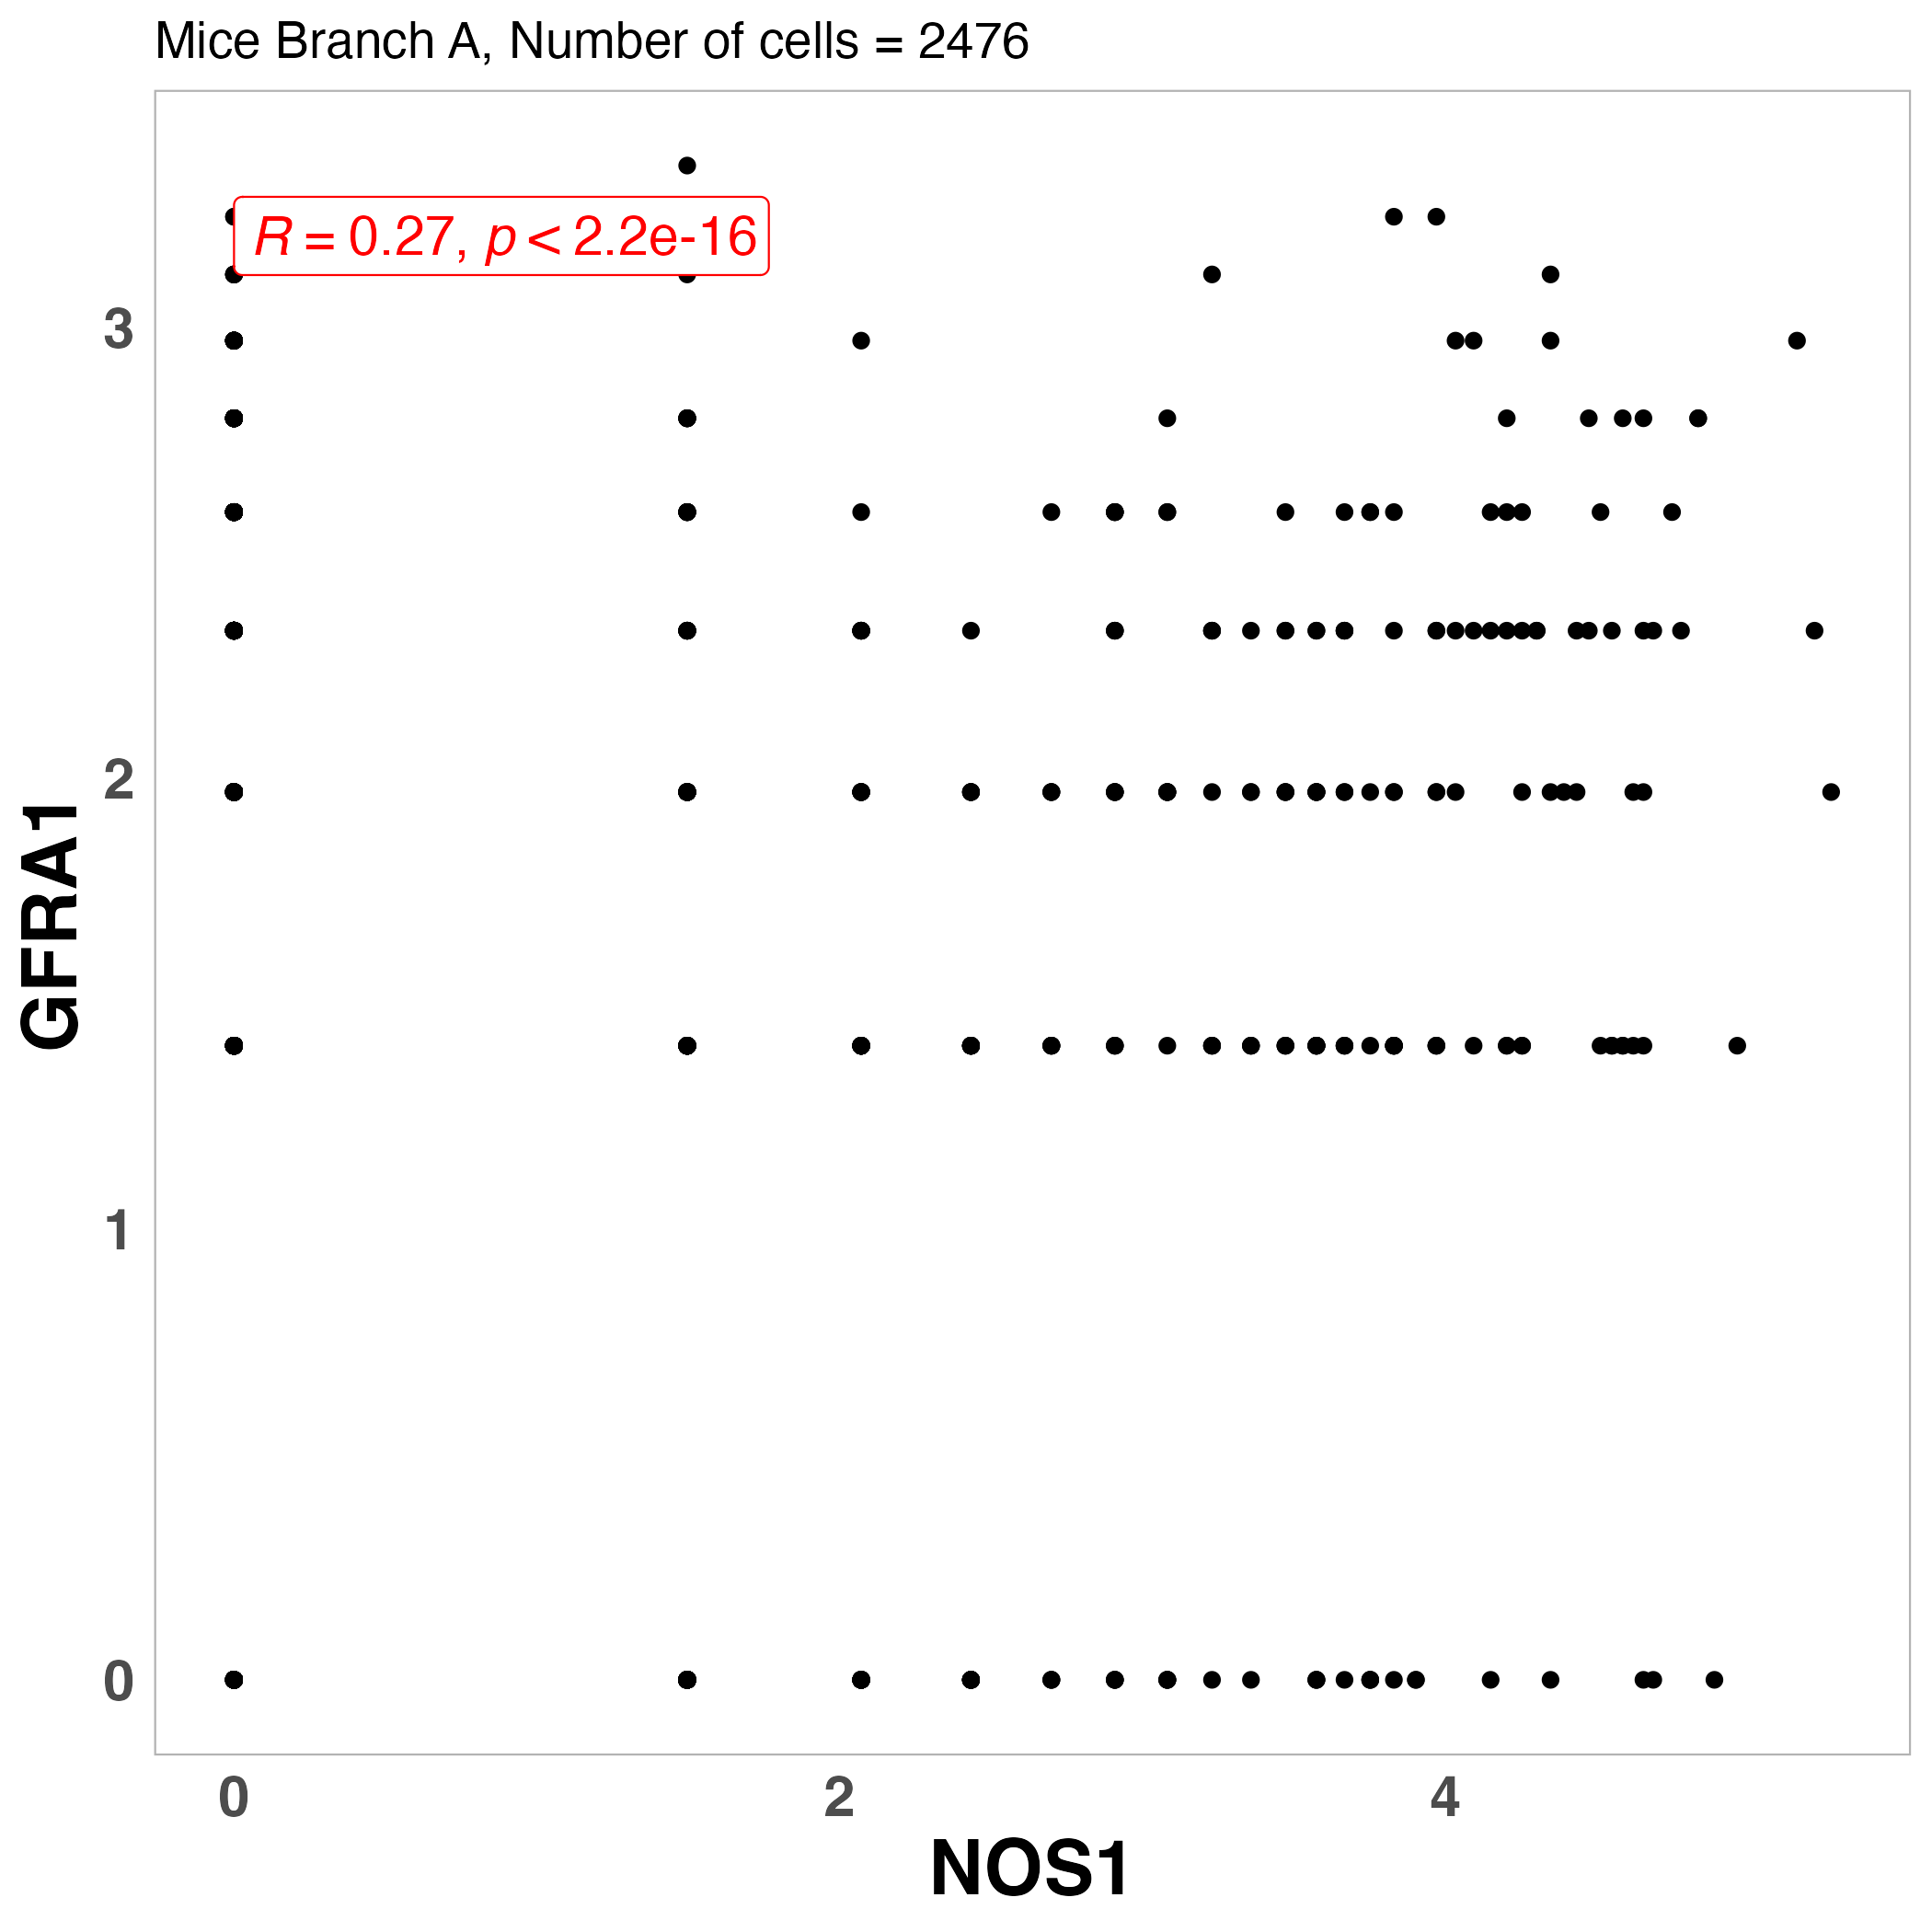 Mice Branch A, Number of cells = 2476
R = 0.27, p < 2.2e-16
3
2
1
0
GFRA1
0 2 4
NOS1